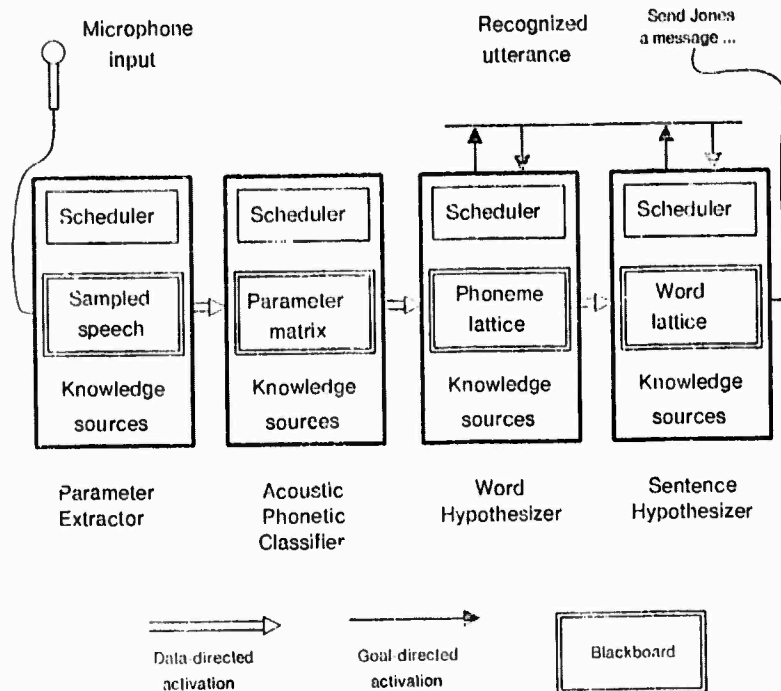 Microphone
input
Recognized
utterance
Send Jones
a message ...
Scheduler
Scheduler
Scheduler
Scheduler
Sampled
speech
Parameter
matrix
Phoneme
lattice
Word
lattice
Knowledge
sources
Knowledge
sources
Knowledge
sources
Knowledge
sources
Parameter
Extractor
Acoustic
Phonetic
Classifier
Word
Hypothesizer
Sentence
Hypothesizer
Data-directed
activation
Goal-directed
activation
Blackboard